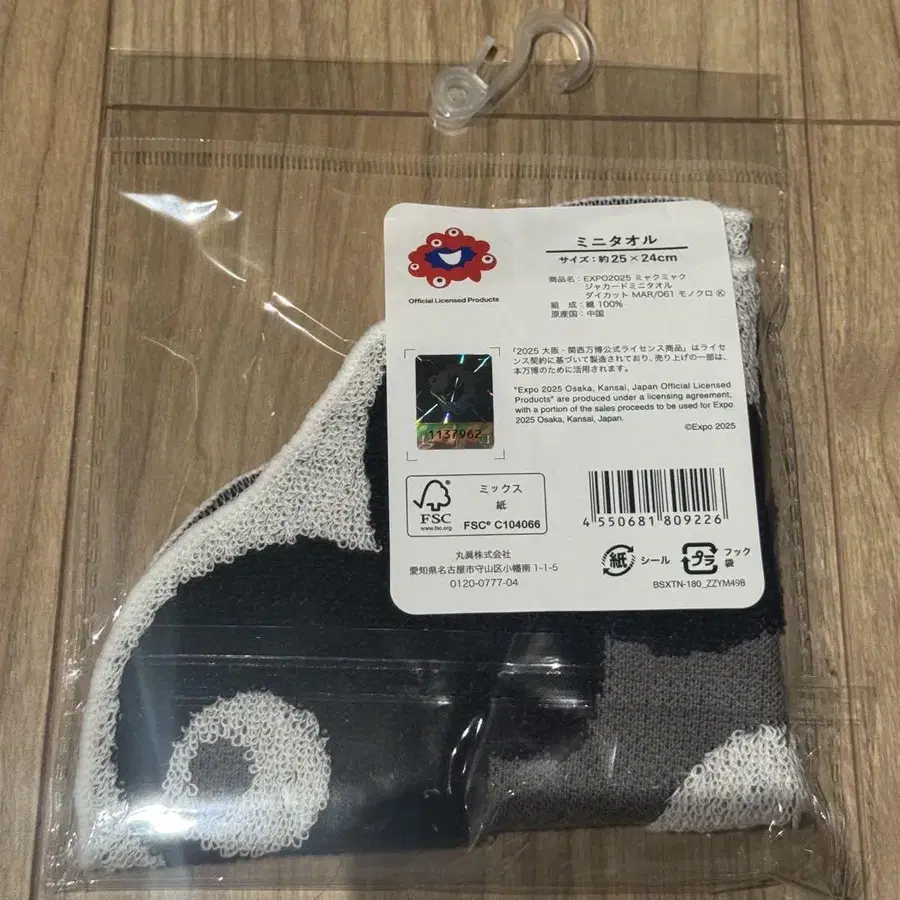 ミニタオル
サイズ：約25×24cm
Official Licensed Products
商品名：EXPO2025 ミャクミャク
ジャカードミニタオル
ダイカット MAR/061 モノクロ Ⓚ
組　成：綿 100%
原産国：中国
「2025 大阪・関西万博公式ライセンス商品」はライセ
ンス契約に基づいて製造されており、売り上げの一部は、
本万博のために活用されます。
"Expo 2025 Osaka, Kansai, Japan Official Licensed
Products" are produced under a licensing agreement,
with a portion of the sales proceeds to be used for Expo
2025 Osaka, Kansai, Japan.
©Expo 2025
1137962
FSC
www.fsc.org
ミックス
紙
FSC® C104066
4 550681 809226
丸眞株式会社
愛知県名古屋市守山区小幡南 1-1-5
0120-0777-04
紙 シール
プラ フック
袋
BSXTN-180_ZZYM49B